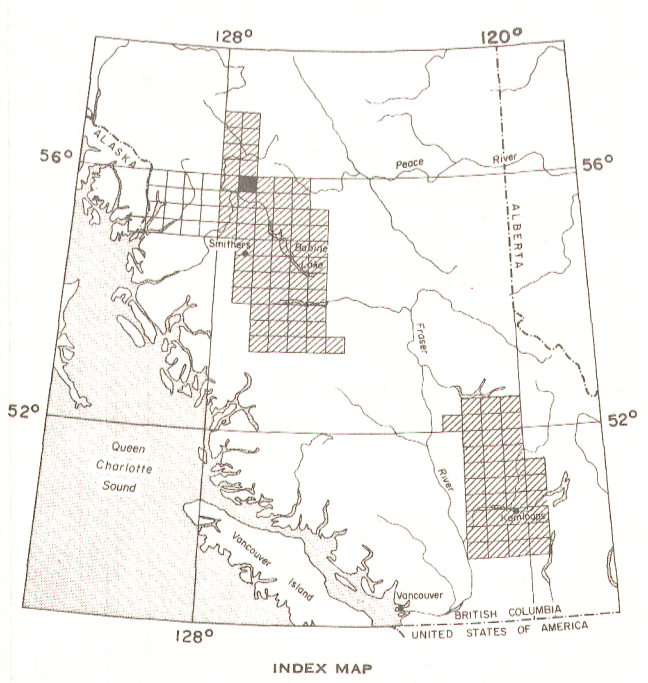 128°
120°
56°
ALASKA
Peace
River
56°
ALBERTA
Smithers
Babine
Lake
Fraser
52°
52°
Queen
Charlotte
Sound
River
Kamloops
Vancouver
Island
Vancouver
BRITISH COLUMBIA
UNITED STATES OF AMERICA
128°
INDEX MAP